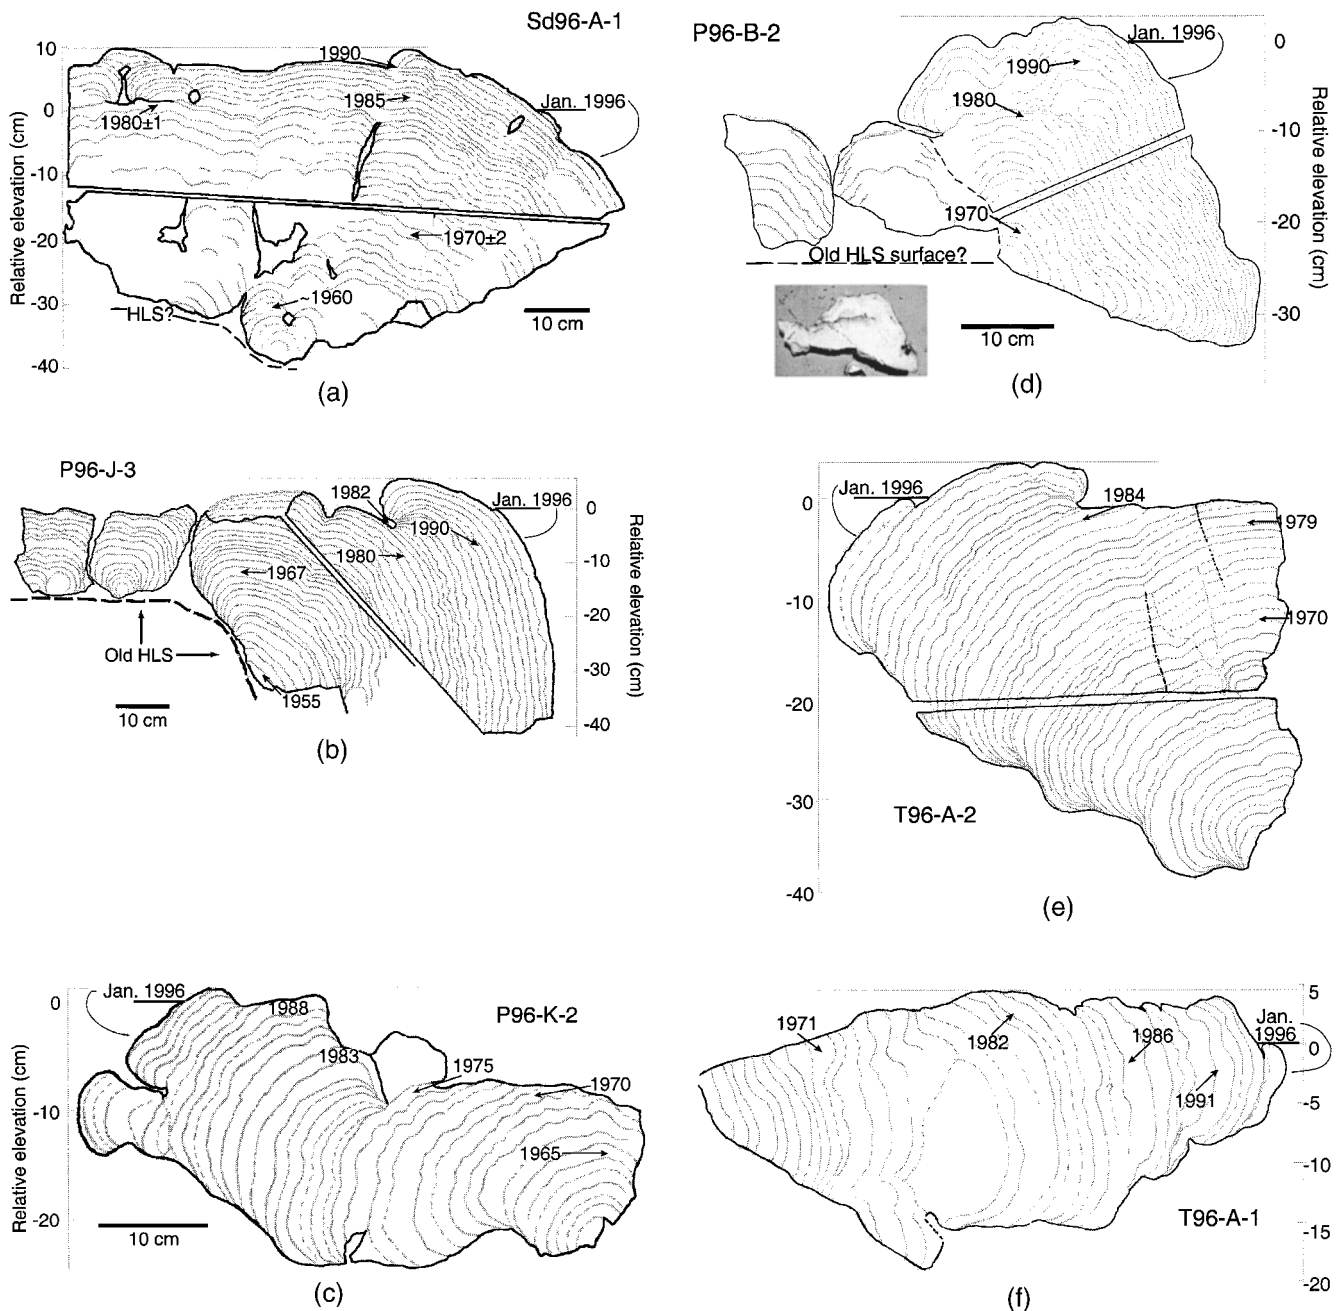 Sd96-A-1
Relative elevation (cm)
10
0
-10
-20
-30
-40
1990
1985
1980±1
Jan. 1996
1970±2
~1960
HLS?
10 cm
(a)
P96-B-2
Jan. 1996
0
-10
-20
-30
Relative elevation (cm)
1990
1980
1970
Old HLS surface?
10 cm
(d)
P96-J-3
1982
1990
Jan. 1996
1980
1967
Old HLS
1955
10 cm
0
-10
-20
-30
-40
Relative elevation (cm)
(b)
Jan. 1996
0
-10
-20
-30
-40
1984
1979
1970
T96-A-2
(e)
Relative elevation (cm)
0
-10
-20
Jan. 1996
1988
P96-K-2
1983
1975
1970
1965
10 cm
(c)
1971
1982
1986
1991
Jan.
1996
5
0
-5
-10
-15
-20
T96-A-1
(f)